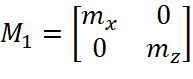 M₁ = [mₓ 0
0 m_z]